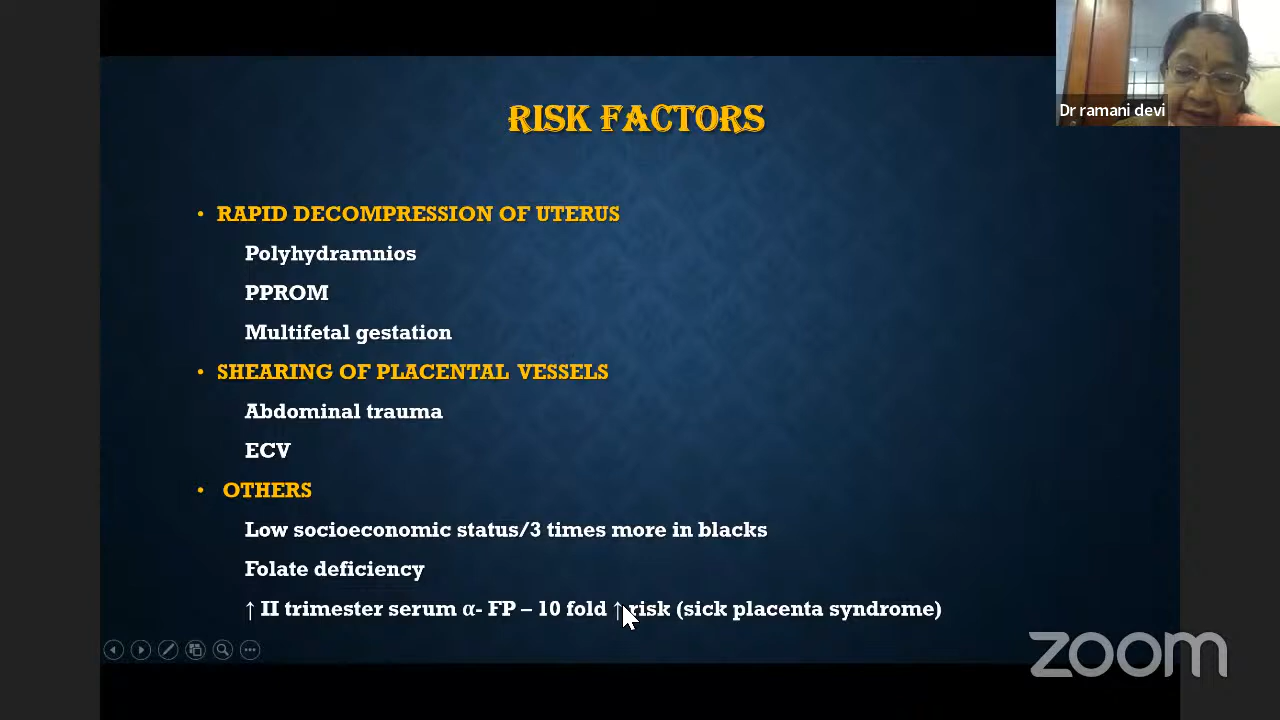 Dr ramani devi
RISK FACTORS
• RAPID DECOMPRESSION OF UTERUS
Polyhydramnios
PPROM
Multifetal gestation
• SHEARING OF PLACENTAL VESSELS
Abdominal trauma
ECV
• OTHERS
Low socioeconomic status/3 times more in blacks
Folate deficiency
↑ II trimester serum α- FP – 10 fold ↑ risk (sick placenta syndrome)
zoom